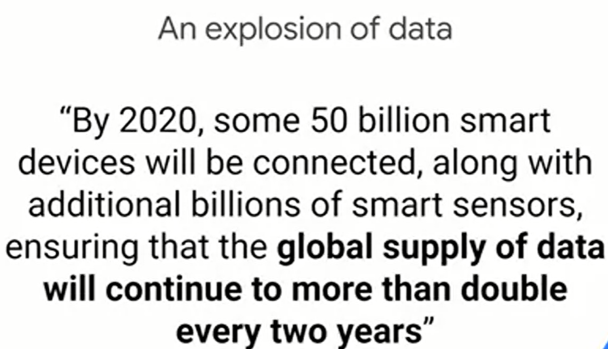 An explosion of data
“By 2020, some 50 billion smart
devices will be connected, along with
additional billions of smart sensors,
ensuring that the global supply of data
will continue to more than double
every two years”